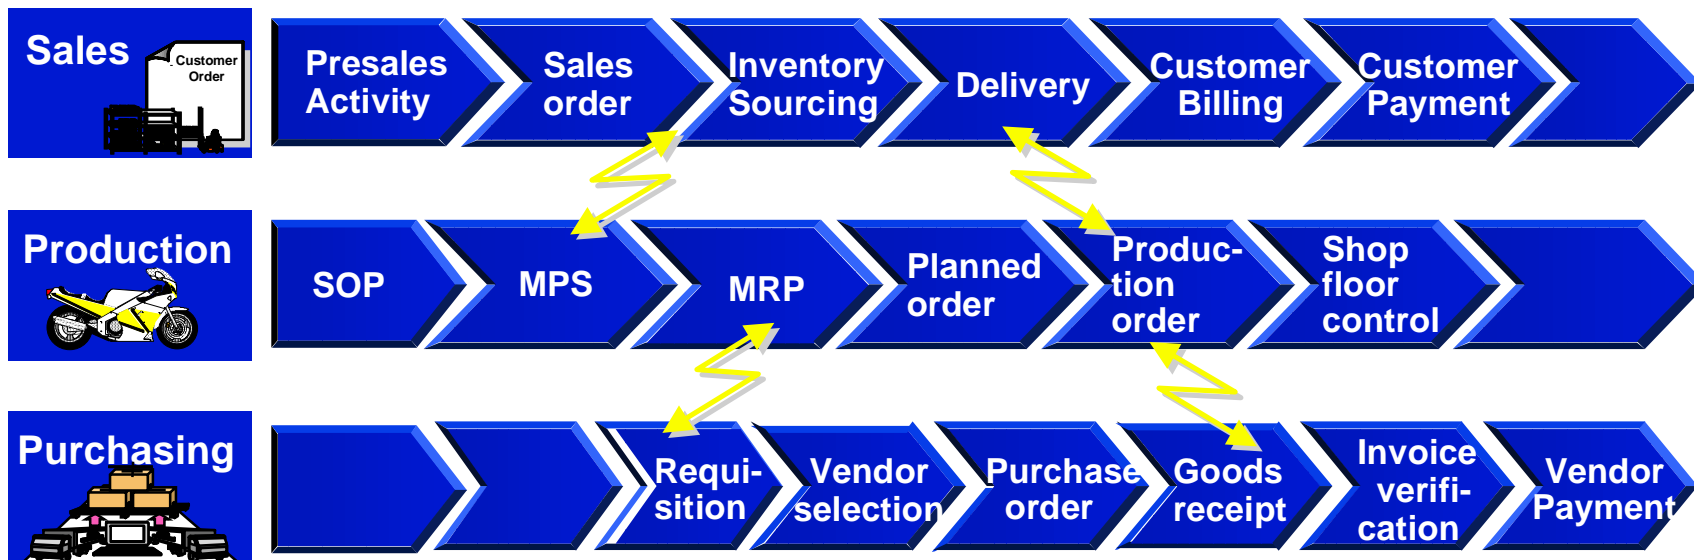 Sales
Customer
Order
Presales
Activity
Sales
order
Inventory
Sourcing
Delivery
Customer
Billing
Customer
Payment
Production
SOP
MPS
MRP
Planned
order
Produc-
tion
order
Shop
floor
control
Purchasing
Requi-
sition
Vendor
selection
Purchase
order
Goods
receipt
Invoice
verifi-
cation
Vendor
Payment